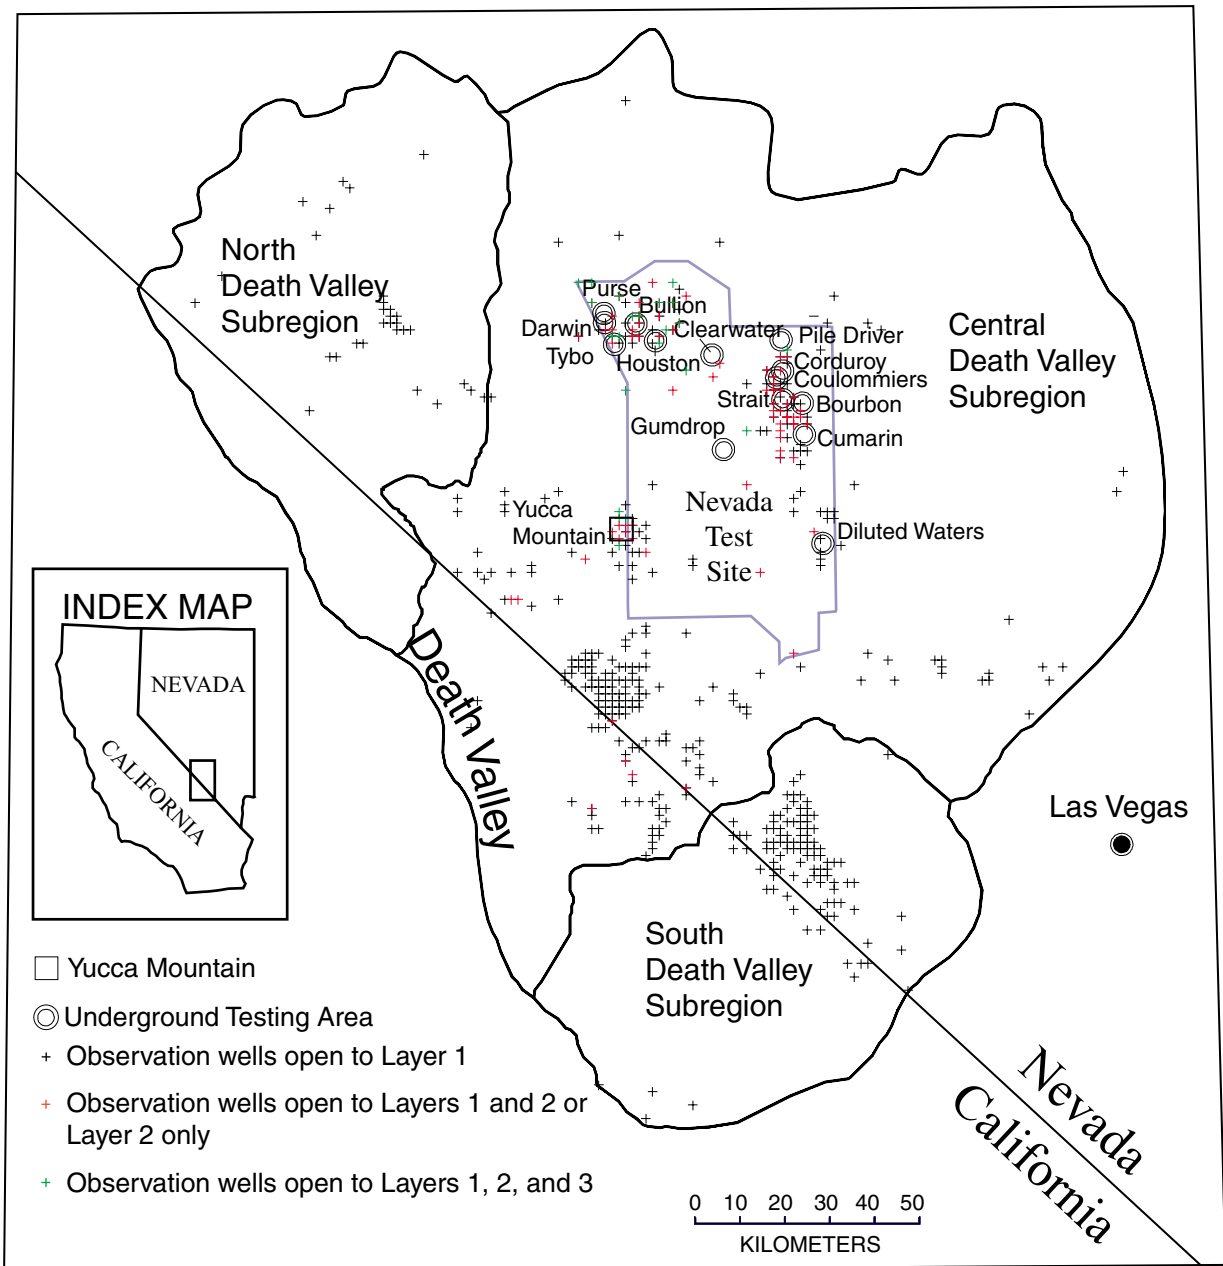 North
Death Valley
Subregion
Purse
Bullion
Darwin
Clearwater
Tybo
Houston
Pile Driver
Corduroy
Coulommiers
Strait
Bourbon
Gumdrop
Cumarin
Central
Death Valley
Subregion
Yucca
Mountain
Nevada
Test
Site
Diluted Waters
INDEX MAP
NEVADA
CALIFORNIA
Death Valley
Las Vegas
South
Death Valley
Subregion
Yucca Mountain
Underground Testing Area
Observation wells open to Layer 1
Observation wells open to Layers 1 and 2 or
Layer 2 only
Observation wells open to Layers 1, 2, and 3
Nevada
California
0 10 20 30 40 50
KILOMETERS